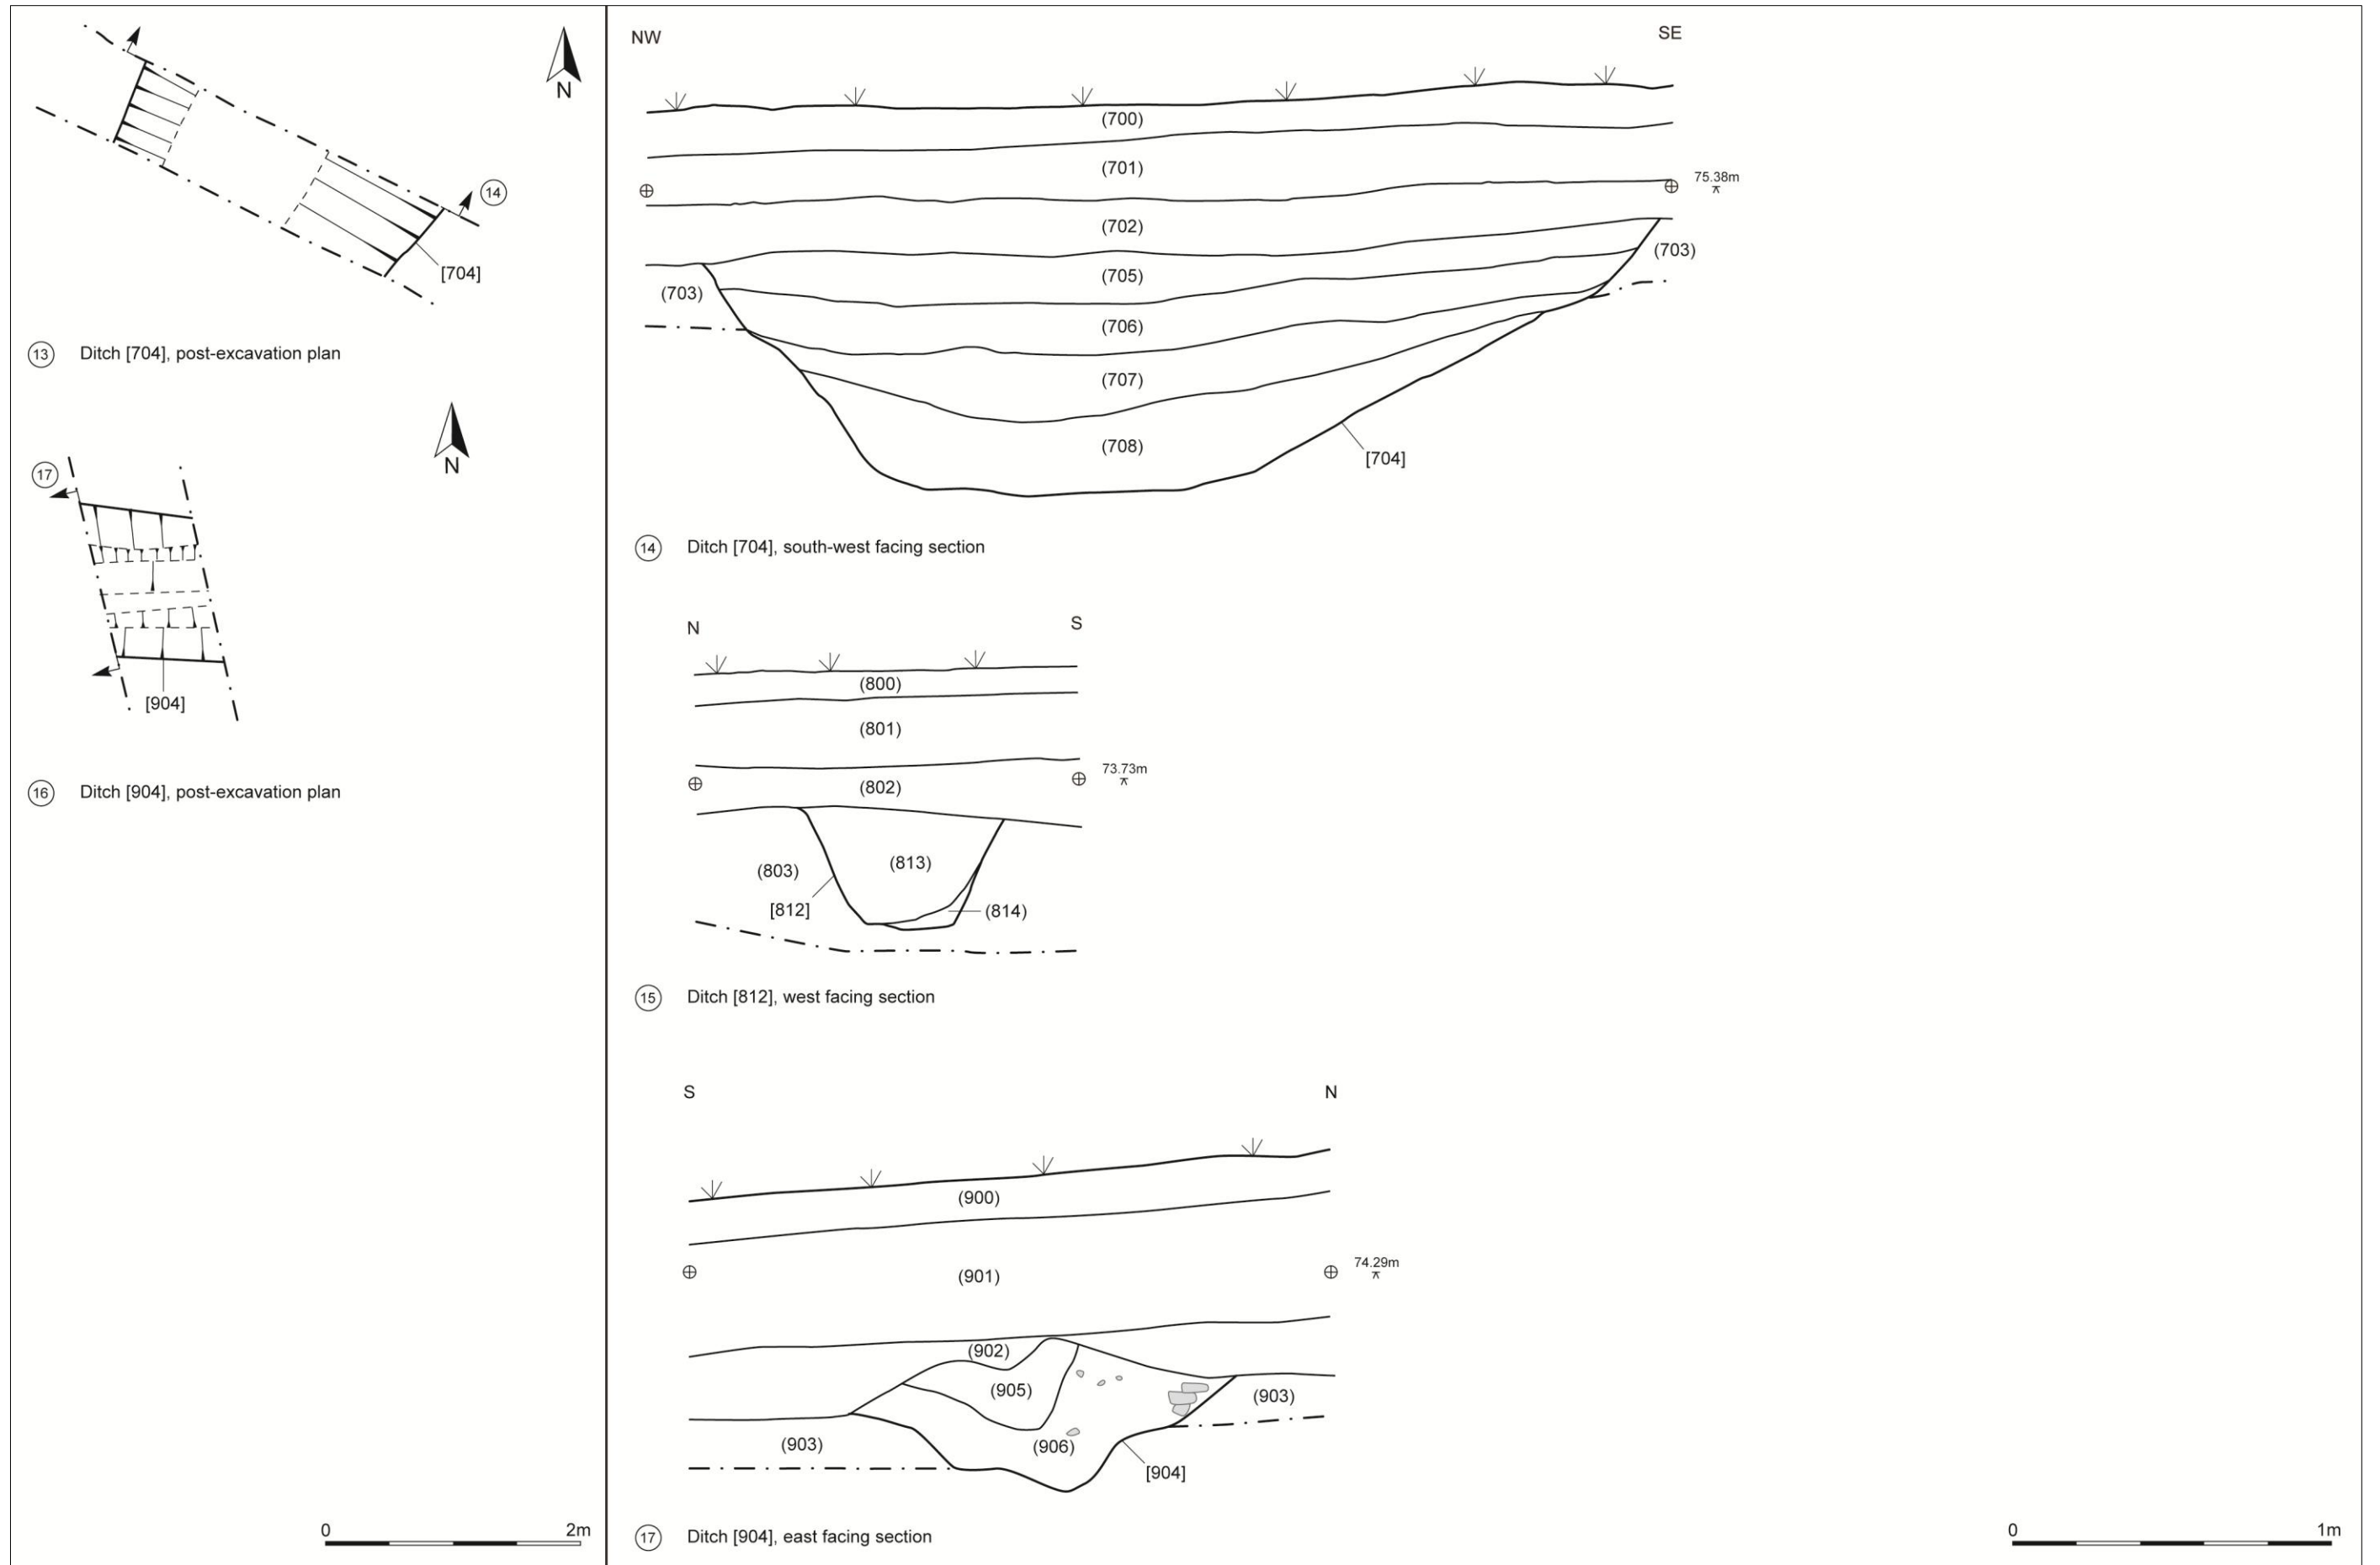 N
14
[704]
13 Ditch [704], post-excavation plan
N
17
[904]
16 Ditch [904], post-excavation plan
0 2m
NW SE
(700)
(701)
75.38m
(702)
(703)
(705)
(703)
(706)
(707)
(708)
[704]
14 Ditch [704], south-west facing section
N S
(800)
(801)
73.73m
(802)
(813)
(803)
[812]
(814)
15 Ditch [812], west facing section
S N
(900)
74.29m
(901)
(902)
(905)
(903)
(903)
(906)
[904]
17 Ditch [904], east facing section
0 1m